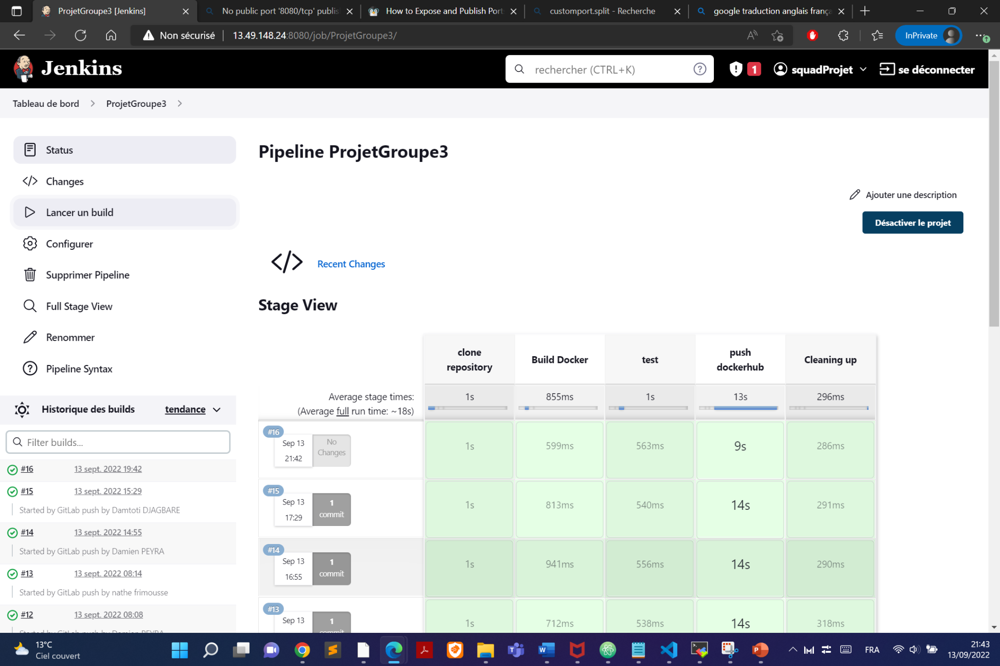 ProjetGroupe3 [Jenkins]
No public port '8080/tcp' publis
How to Expose and Publish Port
customport.split - Recherche
google traduction anglais frança
Non sécurisé
13.49.148.24:8080/job/ProjetGroupe3/
InPrivate
Jenkins
rechercher (CTRL+K)
1
squadProjet
se déconnecter
Tableau de bord
ProjetGroupe3
Status
Changes
Lancer un build
Configurer
Supprimer Pipeline
Full Stage View
Renommer
Pipeline Syntax
Historique des builds
tendance
Filter builds...
#16 13 sept. 2022 19:42
#15 13 sept. 2022 15:29
Started by GitLab push by Damtoti DJAGBARE
#14 13 sept. 2022 14:55
Started by GitLab push by Damien PEYRA
#13 13 sept. 2022 08:14
Started by GitLab push by nathe frimousse
#12 13 sept. 2022 08:08
Started by GitLab push by Damien PEYRA
Pipeline ProjetGroupe3
Ajouter une description
Désactiver le projet
Recent Changes
Stage View
clone
repository
Build Docker
test
push
dockerhub
Cleaning up
Average stage times:
(Average full run time: ~18s)
1s 855ms 1s 13s 296ms
#16
Sep 13
21:42
No
Changes
1s 599ms 563ms 9s 286ms
#15
Sep 13
17:29
1
commit
1s 813ms 540ms 14s 291ms
#14
Sep 13
16:55
1
commit
1s 941ms 556ms 14s 290ms
#13
Sep 13
1
commit
1s 712ms 538ms 14s 318ms
13°C
Ciel couvert
FRA
21:43
13/09/2022